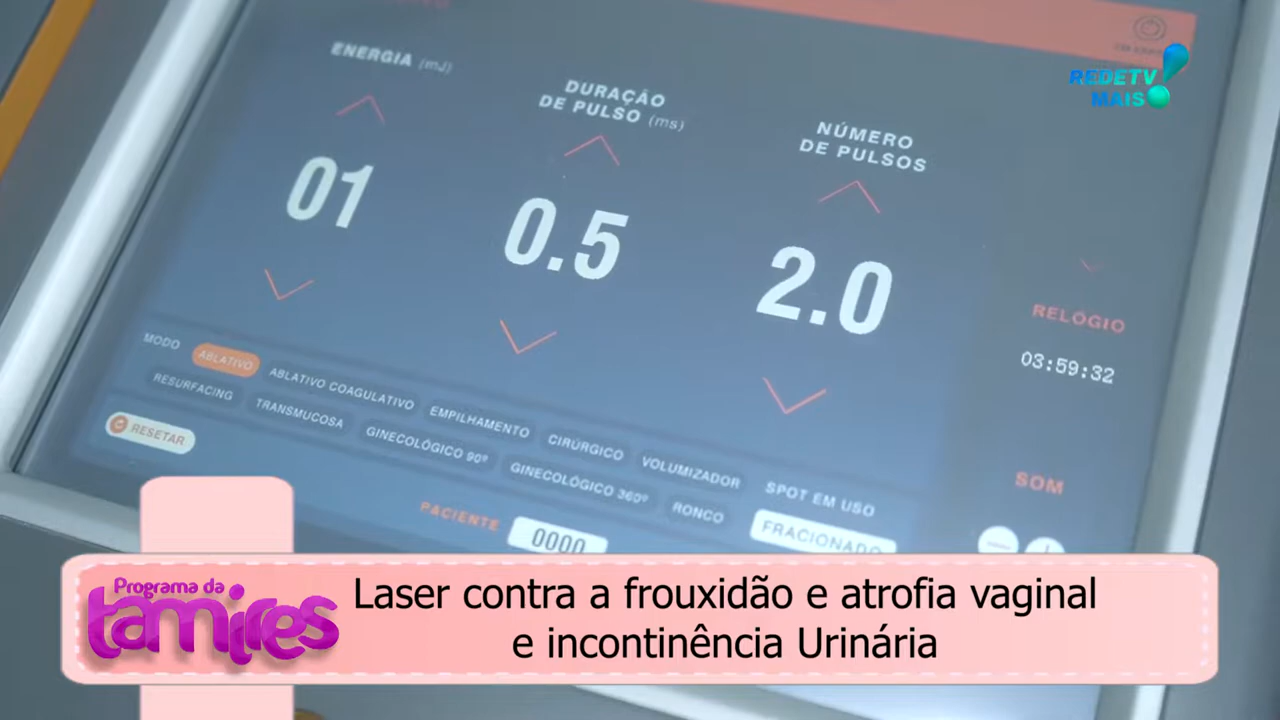 ENERGIA (mJ)
DURAÇÃO
DE PULSO (ms)
NÚMERO
DE PULSOS
REDETV!
MAIS
01
0.5
2.0
RELÓGIO
03:59:32
MODO ABLATIVO ABLATIVO COAGULATIVO EMPILHAMENTO CIRÚRGICO VOLUMIZADOR
RESURFACING TRANSMUCOSA GINECOLÓGICO 90º GINECOLÓGICO 360º RONCO
SPOT EM USO
FRACIONADO
SOM
RESETAR
PACIENTE 0000
Programa da
tamires
Laser contra a frouxidão e atrofia vaginal
e incontinência Urinária